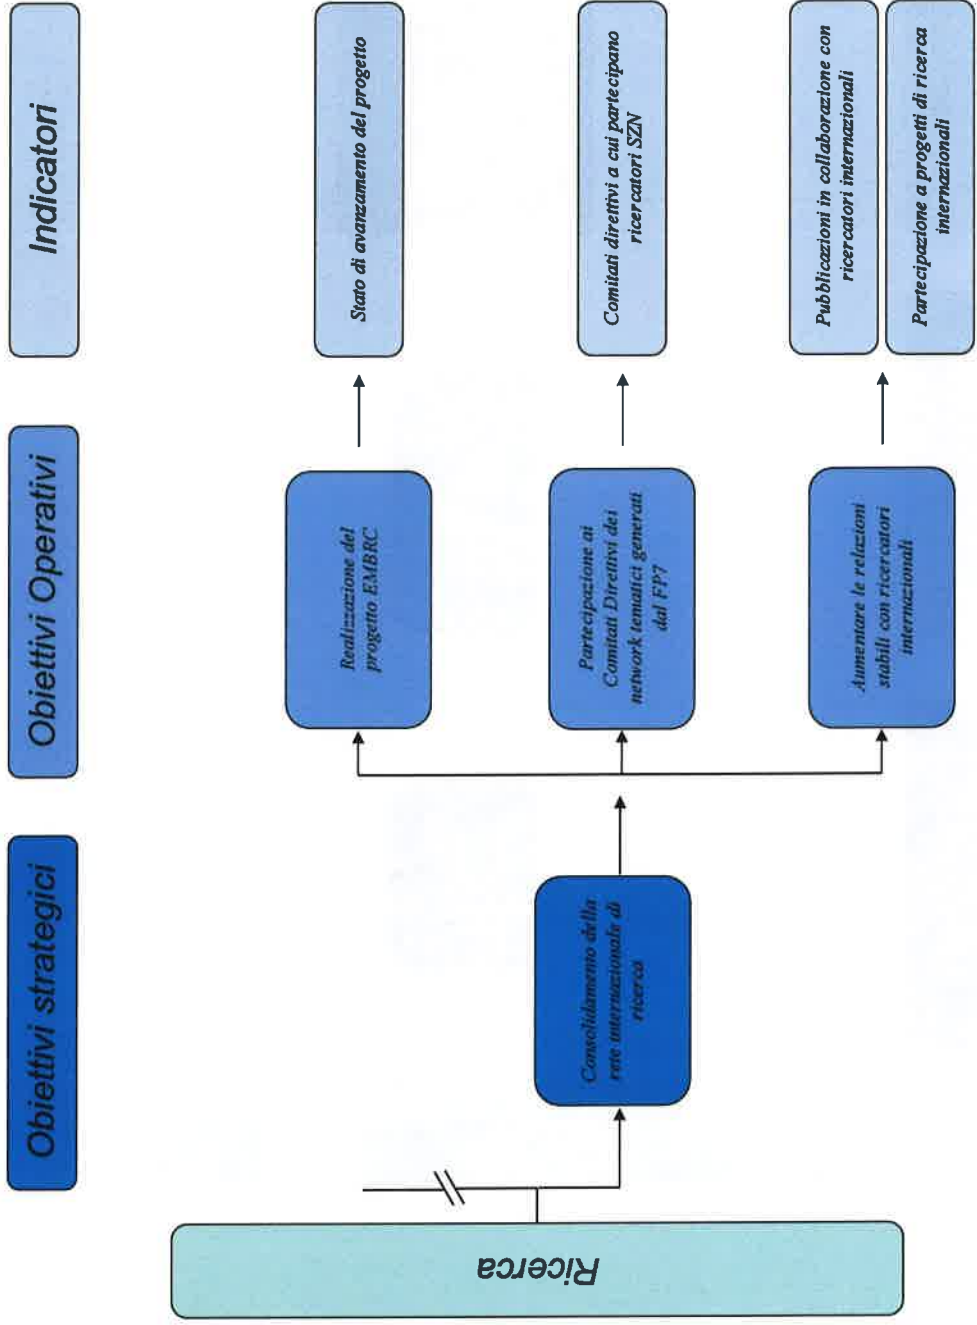 Obiettivi strategici
Obiettivi Operativi
Indicatori
Ricerca
Consolidamento della
rete internazionale di
ricerca
Realizzazione del
progetto EMBRC
Stato di avanzamento del progetto
Partecipazione ai
Comitati Direttivi dei
network tematici generati
dal FP7
Comitati direttivi a cui partecipano
ricercatori SZN
Aumentare le relazioni
stabili con ricercatori
internazionali
Pubblicazioni in collaborazione con
ricercatori internazionali
Partecipazione a progetti di ricerca
internazionali